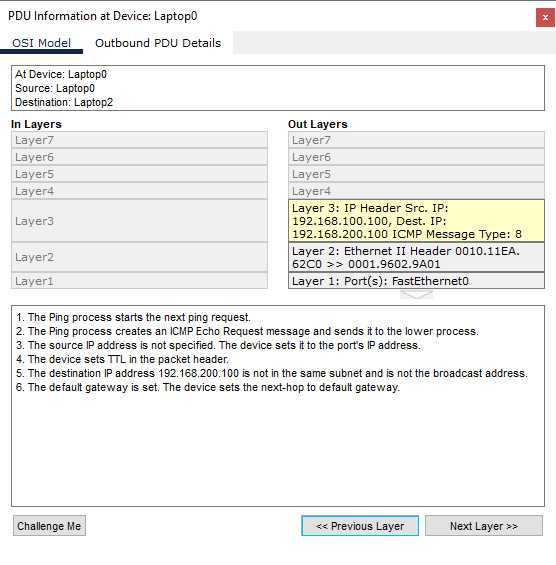 PDU Information at Device: Laptop0
x
OSI Model
Outbound PDU Details
At Device: Laptop0
Source: Laptop0
Destination: Laptop2
In Layers
Out Layers
Layer7
Layer6
Layer5
Layer4
Layer3
Layer2
Layer1
Layer7
Layer6
Layer5
Layer4
Layer 3: IP Header Src. IP:
192.168.100.100, Dest. IP:
192.168.200.100 ICMP Message Type: 8
Layer 2: Ethernet II Header 0010.11EA.
62C0 >> 0001.9602.9A01
Layer 1: Port(s): FastEthernet0
1. The Ping process starts the next ping request.
2. The Ping process creates an ICMP Echo Request message and sends it to the lower process.
3. The source IP address is not specified. The device sets it to the port's IP address.
4. The device sets TTL in the packet header.
5. The destination IP address 192.168.200.100 is not in the same subnet and is not the broadcast address.
6. The default gateway is set. The device sets the next-hop to default gateway.
Challenge Me
<< Previous Layer
Next Layer >>